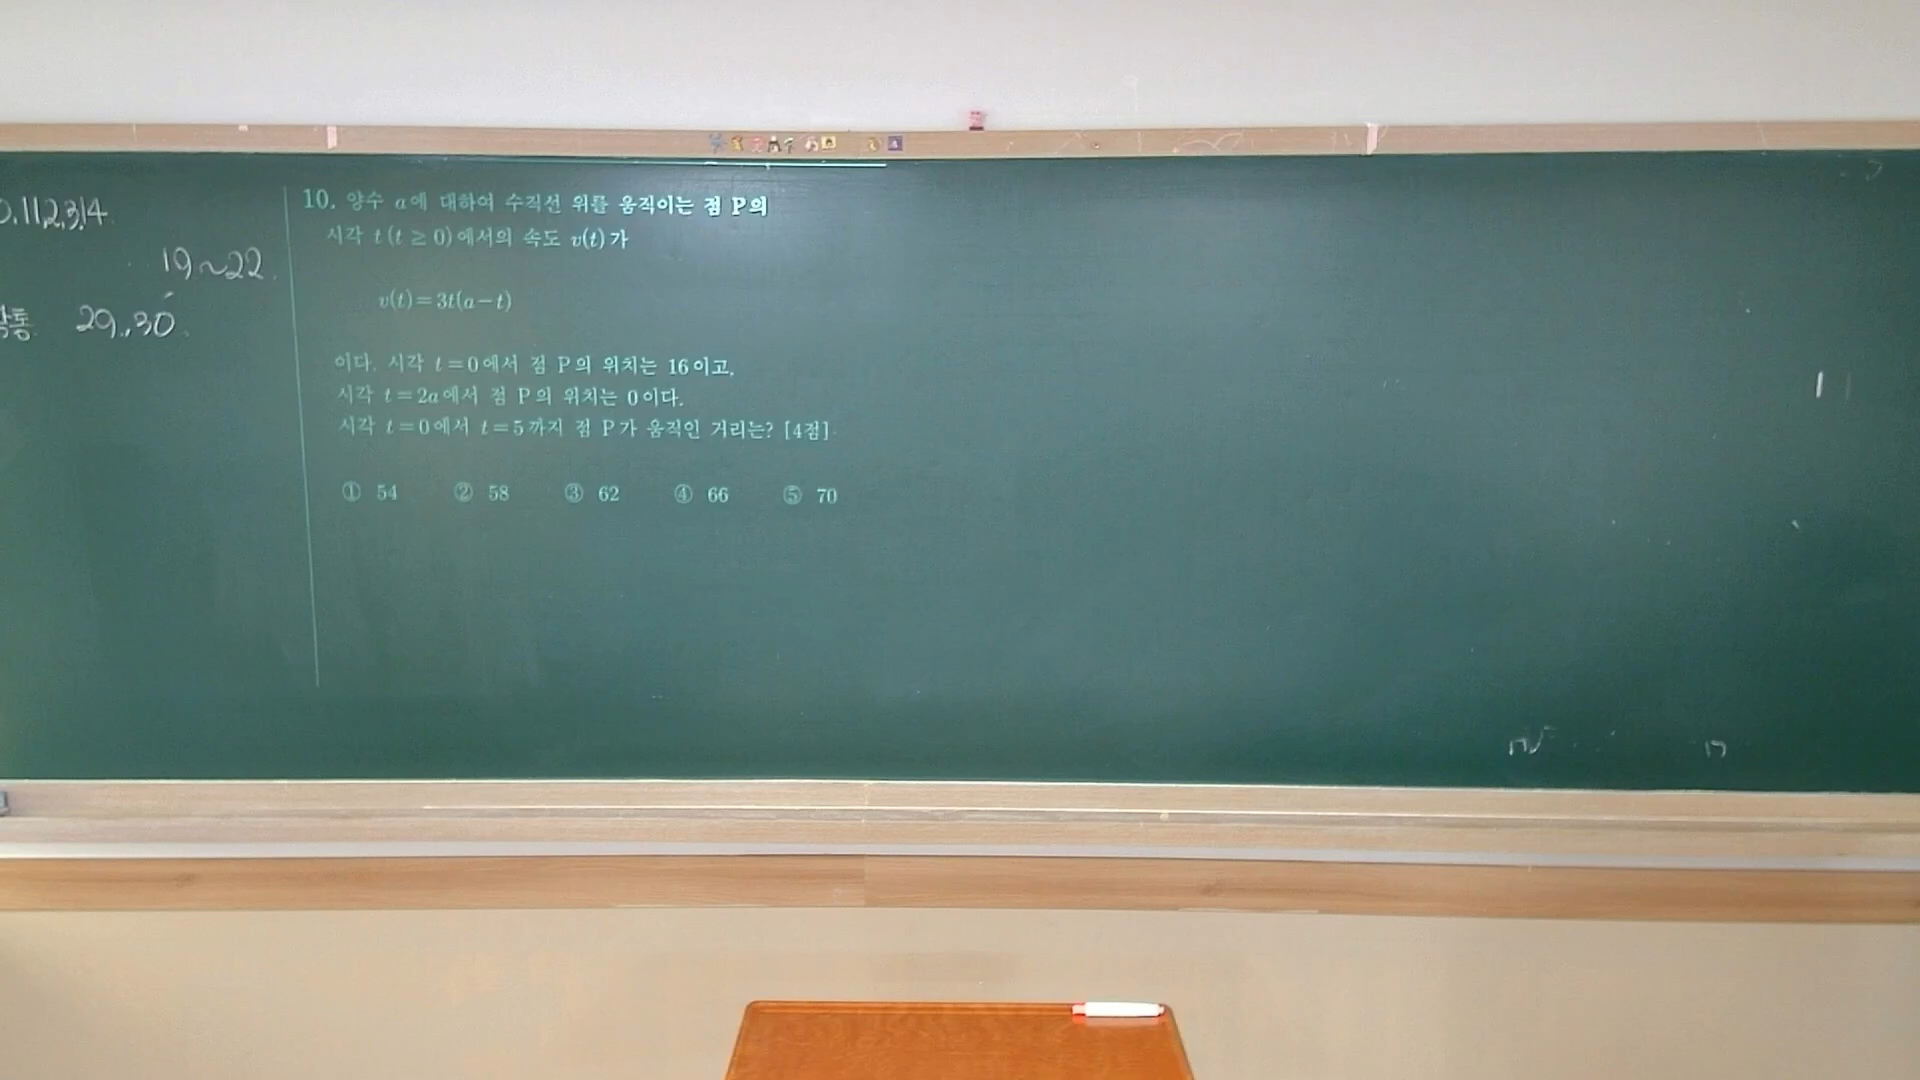 19~22
29, 30
10. 양수 a에 대하여 수직선 위를 움직이는 점 P의
시각 t(t ≥ 0)에서의 속도 v(t)가
v(t)=3t(a-t)
이다. 시각 t=0에서 점 P의 위치는 16이고,
시각 t=2a에서 점 P의 위치는 0이다.
시각 t=0에서 t=5까지 점 P가 움직인 거리는? [4점]
① 54 ② 58 ③ 62 ④ 66 ⑤ 70